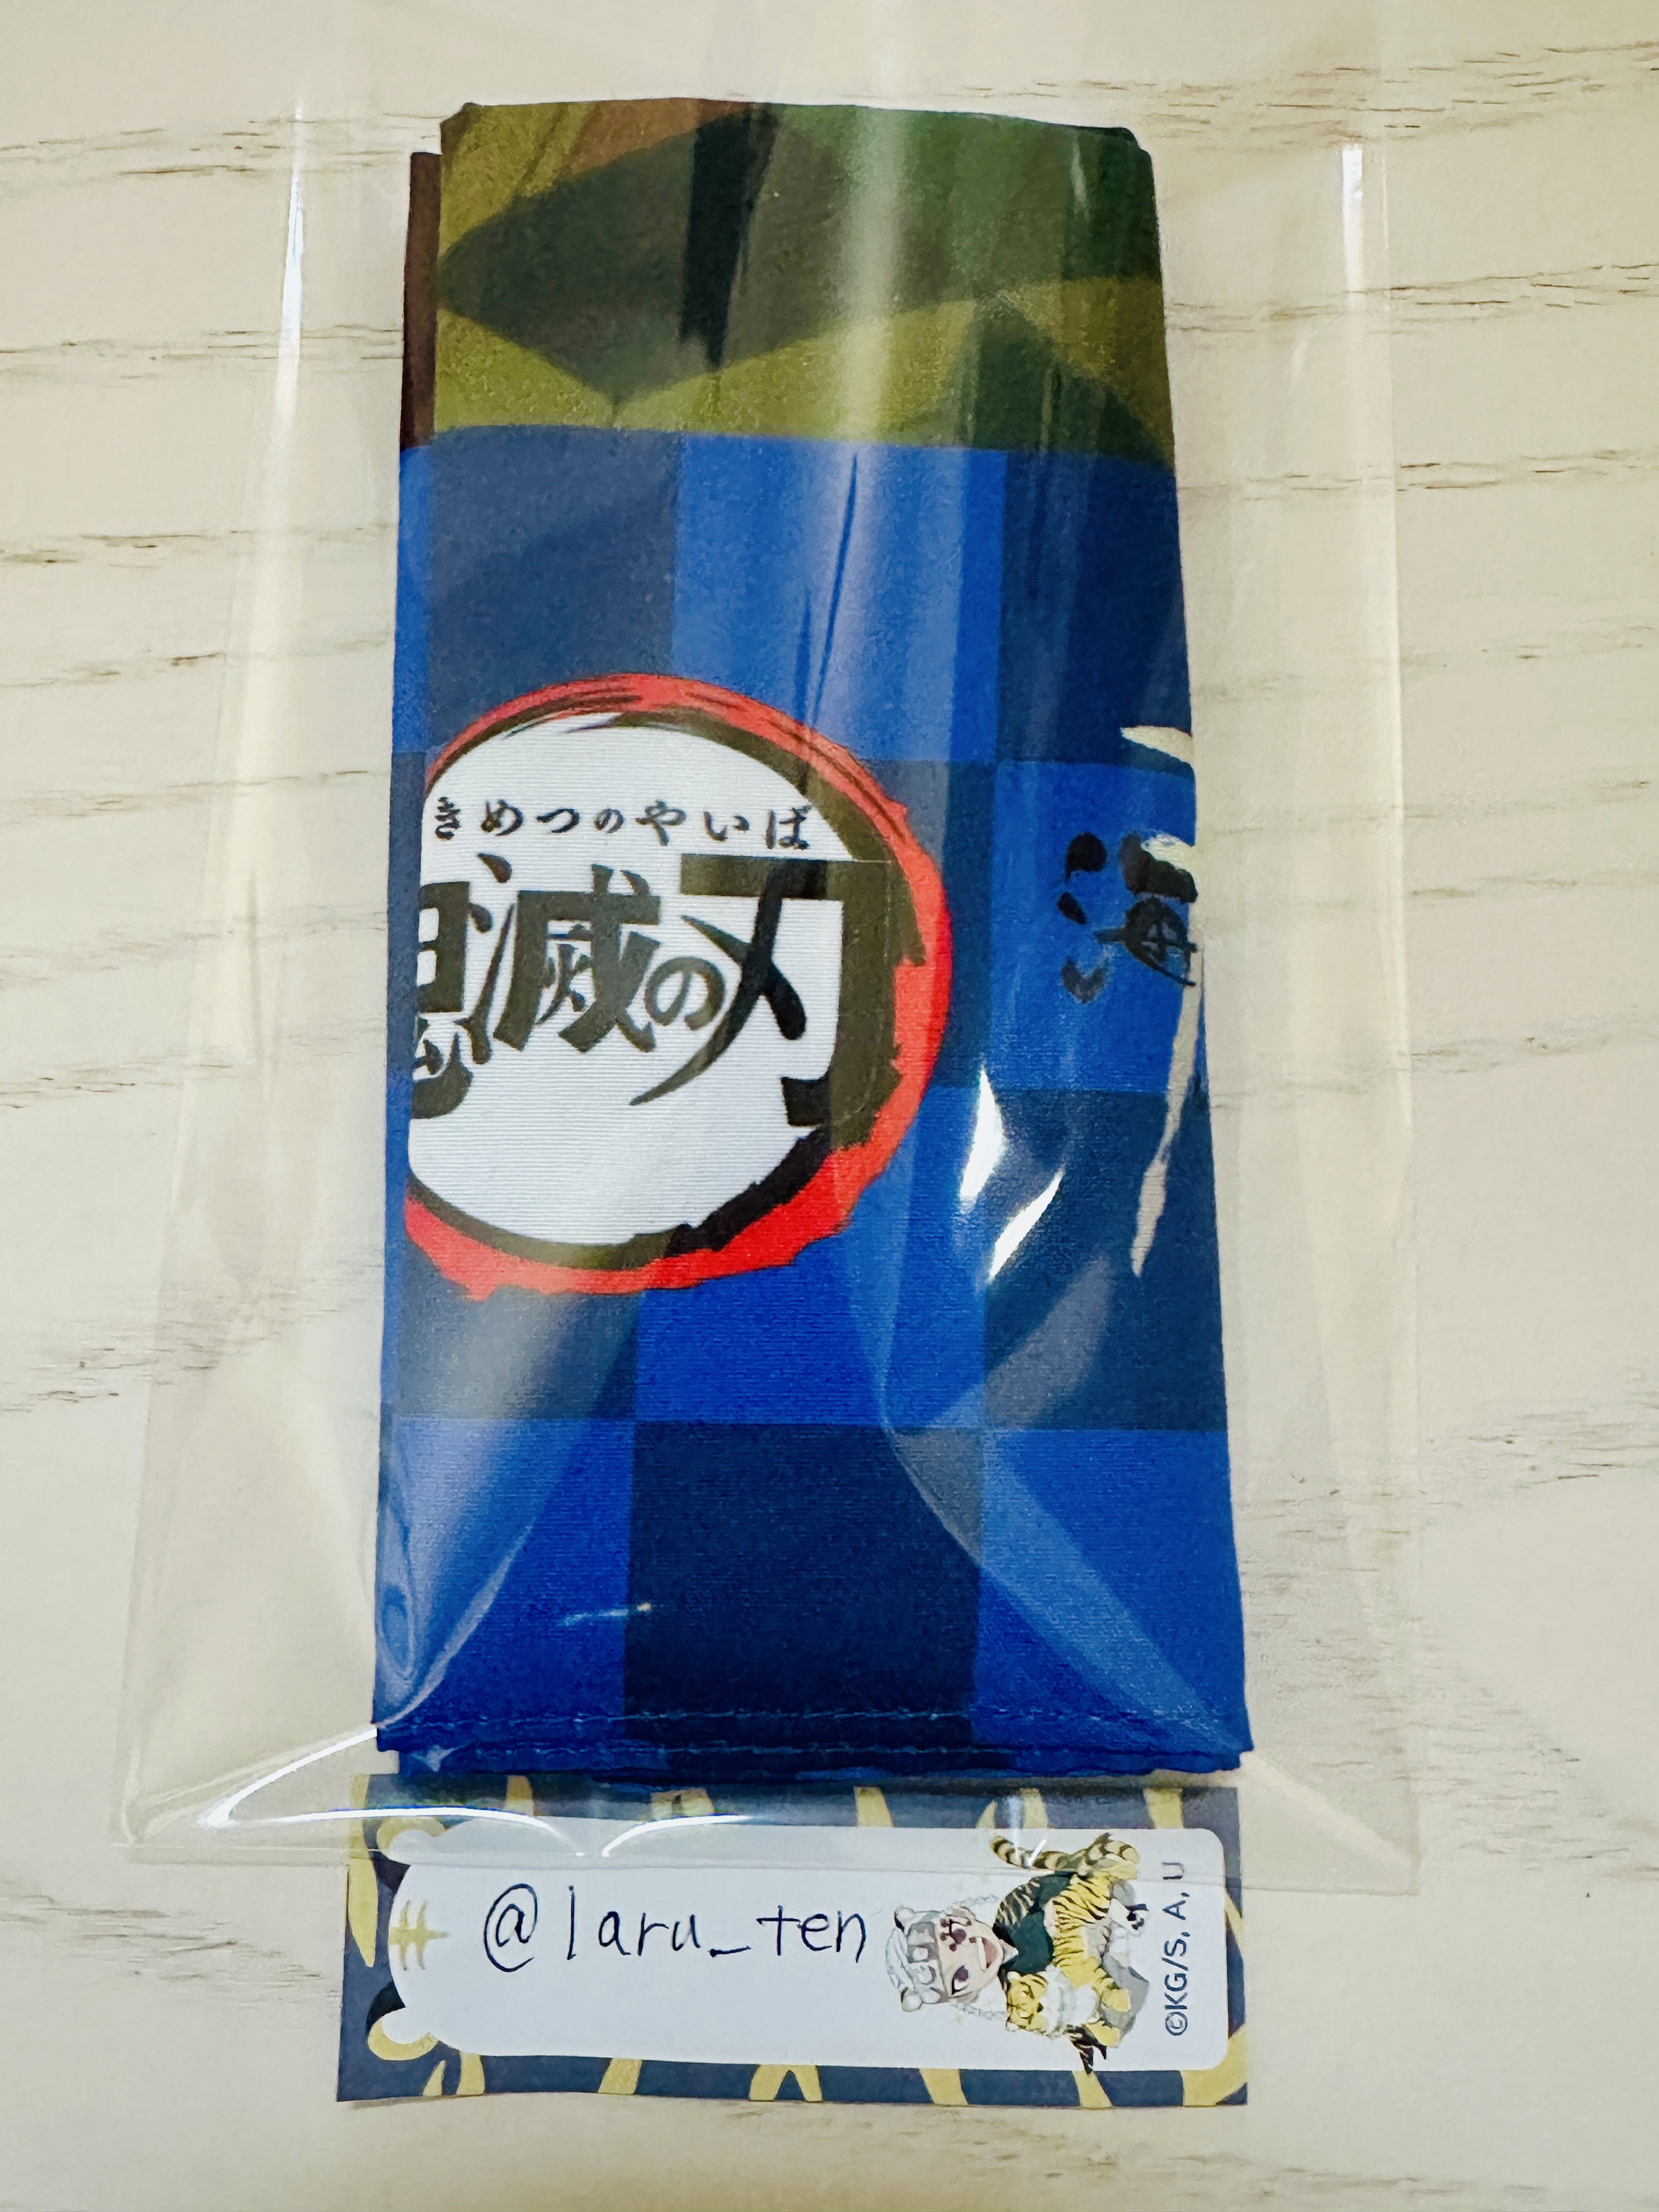 きめつのやいば
鬼滅の刃
海
@laru_ten
©KG/S, A, U